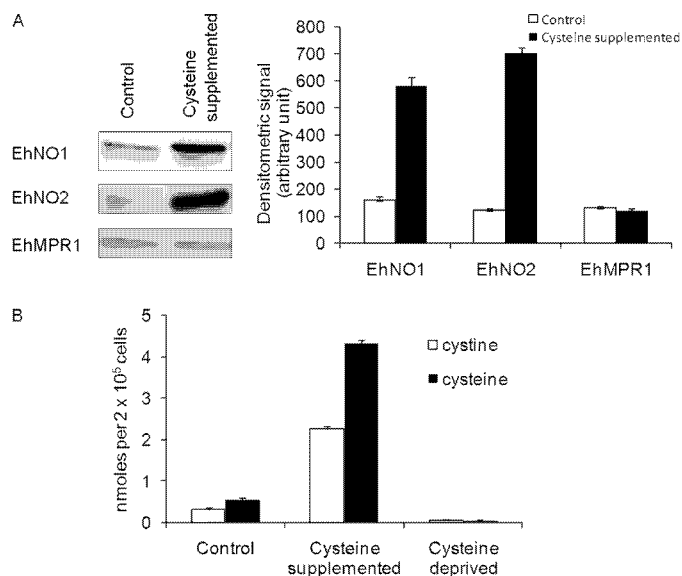 A
Control
Cysteine
supplemented
EhNO1
EhNO2
EhMPR1
Densitometric signal
(arbitrary unit)
800
700
600
500
400
300
200
100
0
Control
Cysteine supplemented
EhNO1
EhNO2
EhMPR1
B
nmoles per 2 x 10⁵ cells
5
4
3
2
1
0
cystine
cysteine
Control
Cysteine
supplemented
Cysteine
deprived